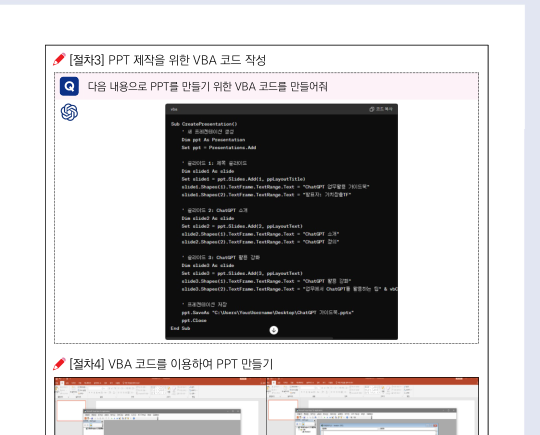 [절차3] PPT 제작을 위한 VBA 코드 작성
Q 다음 내용으로 PPT를 만들기 위한 VBA 코드를 만들어줘
vba
코드 복사
Sub CreatePresentation()
' 새 프레젠테이션 생성
Dim ppt As Presentation
Set ppt = Presentations.Add
' 슬라이드 1: 제목 슬라이드
Dim slide1 As slide
Set slide1 = ppt.Slides.Add(1, ppLayoutTitle)
slide1.Shapes(1).TextFrame.TextRange.Text = "ChatGPT 업무활용 가이드북"
slide1.Shapes(2).TextFrame.TextRange.Text = "발표자:
' 슬라이드 2: ChatGPT 소개
Dim slide2 As slide
Set slide2 = ppt.Slides.Add(2, ppLayoutText)
slide2.Shapes(1).TextFrame.TextRange.Text = "ChatGPT 소개"
slide2.Shapes(2).TextFrame.TextRange.Text = "ChatGPT 정의"
' 슬라이드 3: ChatGPT 활용 강화
Dim slide3 As slide
Set slide3 = ppt.Slides.Add(3, ppLayoutText)
slide3.Shapes(1).TextFrame.TextRange.Text = "ChatGPT 활용 강화"
slide3.Shapes(2).TextFrame.TextRange.Text = "업무에서 ChatGPT를 활용하는 팁" & vbC
' 프레젠테이션 저장
ppt.SaveAs "C:\Users\YourUsername\Desktop\ChatGPT 가이드북.pptx"
ppt.Close
End Sub
[절차4] VBA 코드를 이용하여 PPT 만들기